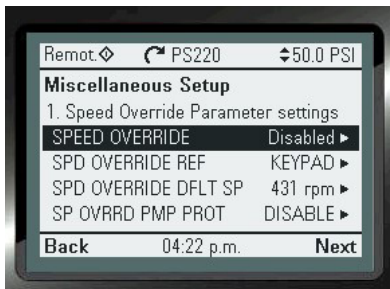 Remot. PS220 50.0 PSI
Miscellaneous Setup
1. Speed Override Parameter settings
SPEED OVERRIDE Disabled
SPD OVERRIDE REF KEYPAD
SPD OVERRIDE DFLT SP 431 rpm
SP OVRRD PMP PROT DISABLE
Back 04:22 p.m. Next